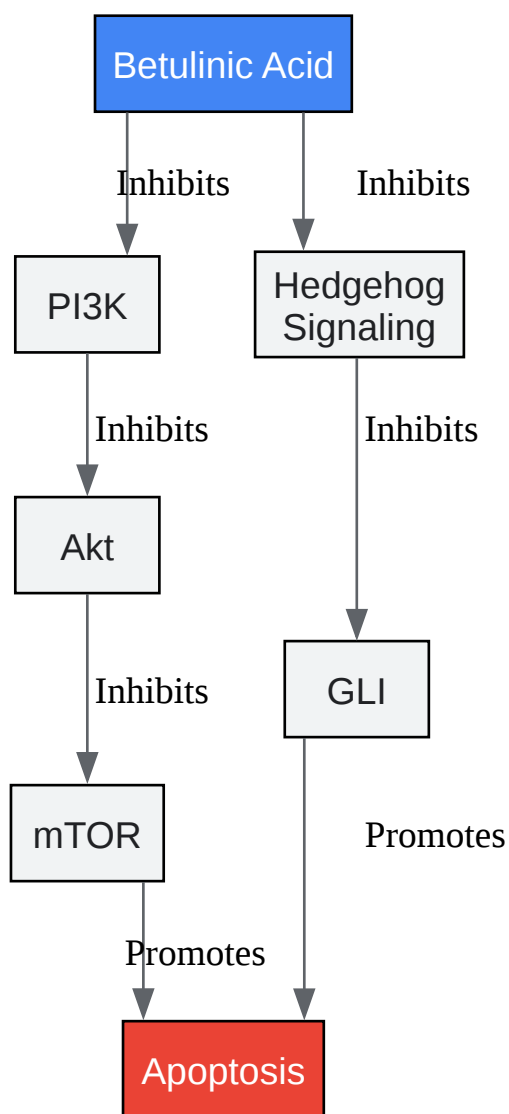 Betulinic Acid
Inhibits
Inhibits
PI3K
Hedgehog
Signaling
Inhibits
Inhibits
Akt
Inhibits
GLI
mTOR
Promotes
Promotes
Apoptosis